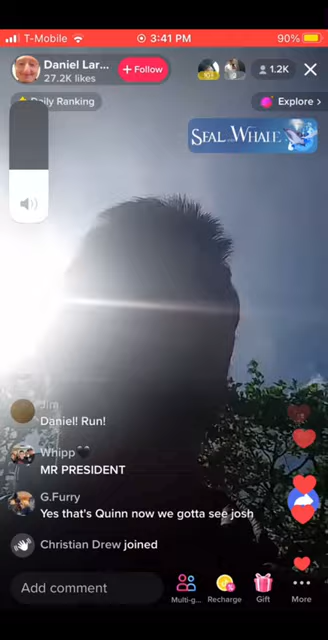 T-Mobile
3:41 PM
90%
Daniel Lar...
27.2K likes
+ Follow
1.2K
Daily Ranking
Explore >
SEAL WHALE
Jim
Daniel! Run!
Whipp🖤
MR PRESIDENT
G.Furry
Yes that's Quinn now we gotta see josh
Christian Drew joined
Add comment
Multi-g...
Recharge
Gift
More